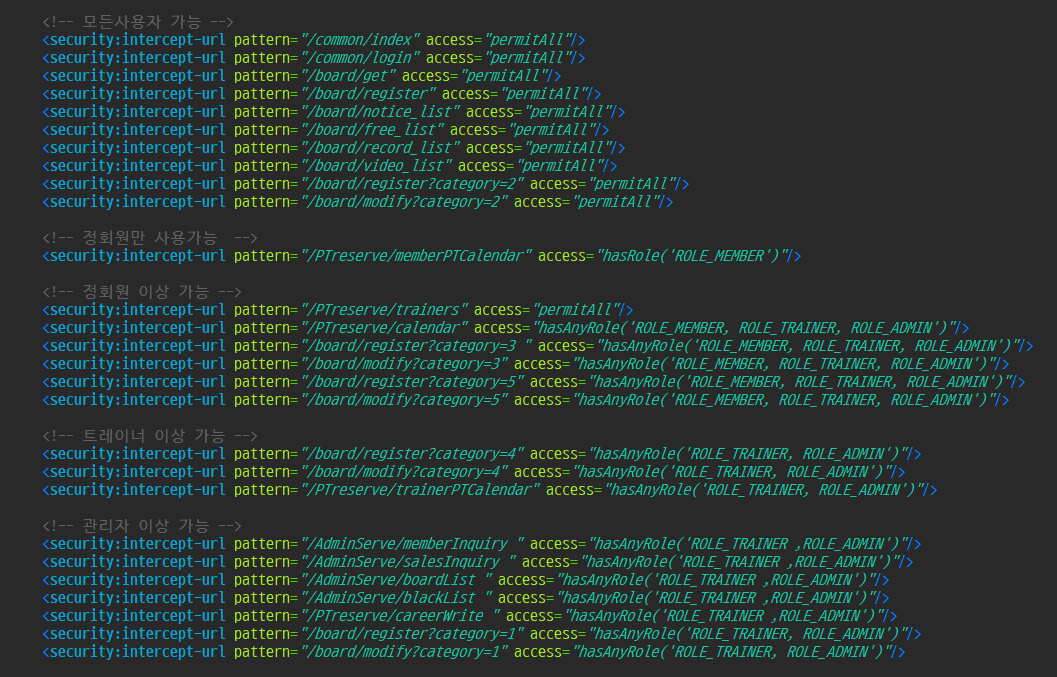 <!-- 모든사용자 가능 -->
<security:intercept-url pattern="/common/index" access="permitAll"/>
<security:intercept-url pattern="/common/login" access="permitAll"/>
<security:intercept-url pattern="/board/get" access="permitAll"/>
<security:intercept-url pattern="/board/register" access="permitAll"/>
<security:intercept-url pattern="/board/notice_list" access="permitAll"/>
<security:intercept-url pattern="/board/free_list" access="permitAll"/>
<security:intercept-url pattern="/board/record_list" access="permitAll"/>
<security:intercept-url pattern="/board/video_list" access="permitAll"/>
<security:intercept-url pattern="/board/register?category=2" access="permitAll"/>
<security:intercept-url pattern="/board/modify?category=2" access="permitAll"/>
<!-- 정회원만 사용가능  -->
<security:intercept-url pattern="/PTreserve/memberPTCalendar" access="hasRole('ROLE_MEMBER')"/>
<!-- 정회원 이상 가능 -->
<security:intercept-url pattern="/PTreserve/trainers" access="permitAll"/>
<security:intercept-url pattern="/PTreserve/calendar" access="hasAnyRole('ROLE_MEMBER, ROLE_TRAINER, ROLE_ADMIN')"/>
<security:intercept-url pattern="/board/register?category=3 " access="hasAnyRole('ROLE_MEMBER, ROLE_TRAINER, ROLE_ADMIN')"/>
<security:intercept-url pattern="/board/modify?category=3" access="hasAnyRole('ROLE_MEMBER, ROLE_TRAINER, ROLE_ADMIN')"/>
<security:intercept-url pattern="/board/register?category=5" access="hasAnyRole('ROLE_MEMBER, ROLE_TRAINER, ROLE_ADMIN')"/>
<security:intercept-url pattern="/board/modify?category=5" access="hasAnyRole('ROLE_MEMBER, ROLE_TRAINER, ROLE_ADMIN')"/>
<!-- 트레이너 이상 가능 -->
<security:intercept-url pattern="/board/register?category=4" access="hasAnyRole('ROLE_TRAINER, ROLE_ADMIN')"/>
<security:intercept-url pattern="/board/modify?category=4" access="hasAnyRole('ROLE_TRAINER, ROLE_ADMIN')"/>
<security:intercept-url pattern="/PTreserve/trainerPTCalendar" access="hasAnyRole('ROLE_TRAINER, ROLE_ADMIN')"/>
<!-- 관리자 이상 가능 -->
<security:intercept-url pattern="/AdminServe/memberInquiry " access="hasAnyRole('ROLE_TRAINER ,ROLE_ADMIN')"/>
<security:intercept-url pattern="/AdminServe/salesInquiry " access="hasAnyRole('ROLE_TRAINER ,ROLE_ADMIN')"/>
<security:intercept-url pattern="/AdminServe/boardList " access="hasAnyRole('ROLE_TRAINER ,ROLE_ADMIN')"/>
<security:intercept-url pattern="/AdminServe/blackList " access="hasAnyRole('ROLE_TRAINER ,ROLE_ADMIN')"/>
<security:intercept-url pattern="/PTreserve/careerWrite " access="hasAnyRole('ROLE_TRAINER ,ROLE_ADMIN')"/>
<security:intercept-url pattern="/board/register?category=1" access="hasAnyRole('ROLE_TRAINER, ROLE_ADMIN')"/>
<security:intercept-url pattern="/board/modify?category=1" access="hasAnyRole('ROLE_TRAINER, ROLE_ADMIN')"/>